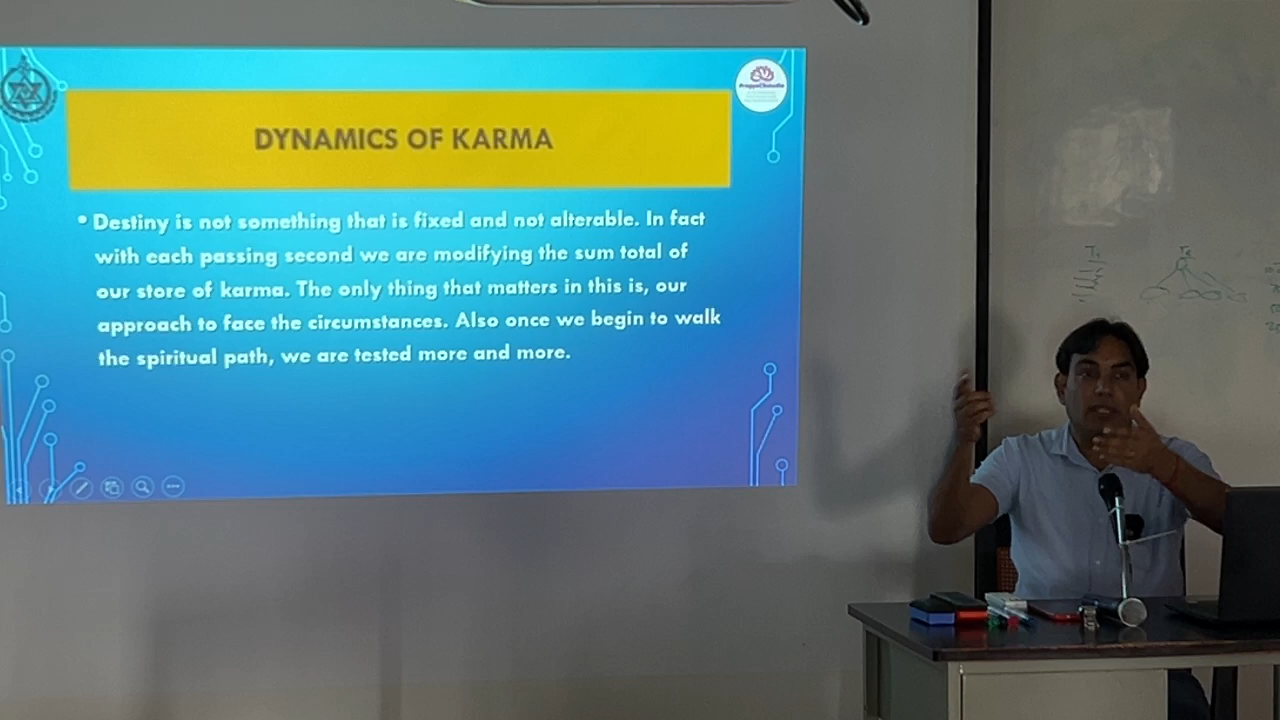 DYNAMICS OF KARMA
• Destiny is not something that is fixed and not alterable. In fact
with each passing second we are modifying the sum total of
our store of karma. The only thing that matters in this is, our
approach to face the circumstances. Also once we begin to walk
the spiritual path, we are tested more and more.